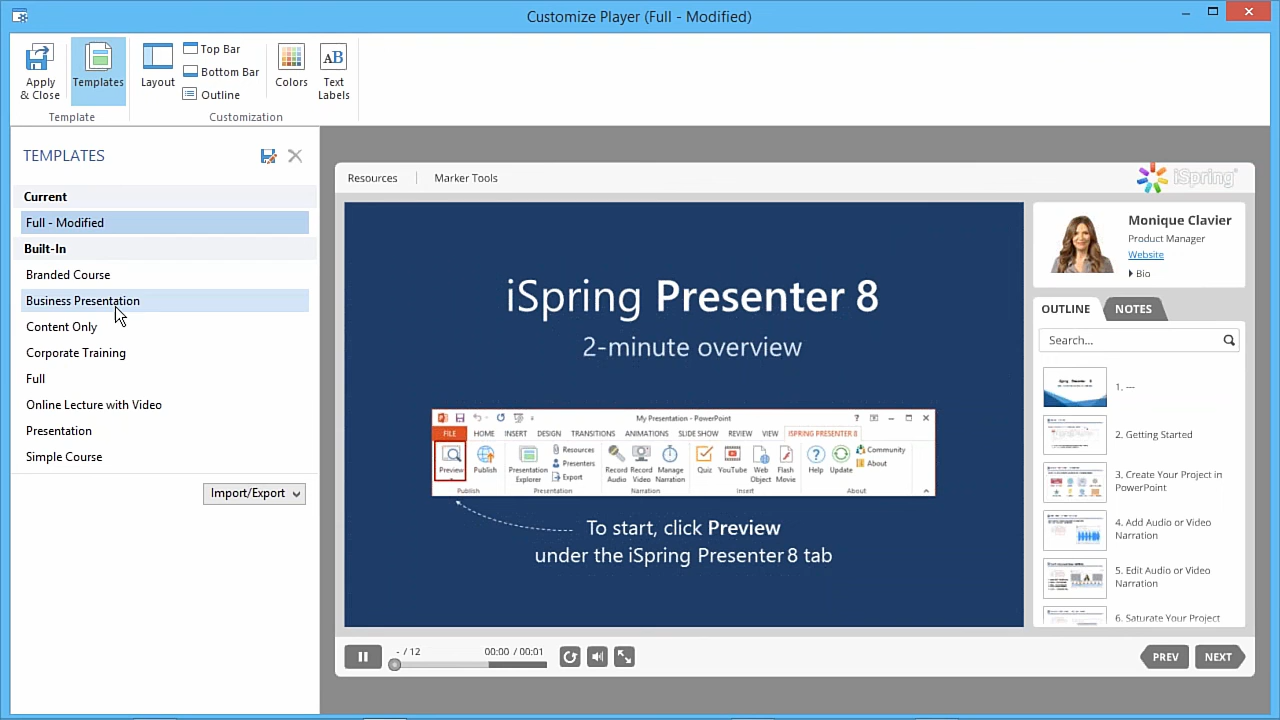 Customize Player (Full - Modified)
Apply & Close
Templates
Template
Layout
Top Bar
Bottom Bar
Outline
Colors
Text Labels
Customization
TEMPLATES
Current
Full - Modified
Built-In
Branded Course
Business Presentation
Content Only
Corporate Training
Full
Online Lecture with Video
Presentation
Simple Course
Import/Export
Resources
Marker Tools
iSpring
iSpring Presenter 8
2-minute overview
My Presentation - PowerPoint
FILE HOME INSERT DESIGN TRANSITIONS ANIMATIONS SLIDE SHOW REVIEW VIEW ISPRING PRESENTER 8
Preview
Publish
Publish
Presentation Explorer
Resources
Presenters
Export
Presentation
Record Audio
Record Video
Manage Narration
Narration
Quiz
YouTube
Web Object
Flash Movie
Insert
Help
Update
Community
About
About
To start, click Preview
under the iSpring Presenter 8 tab
- / 12
00:00 / 00:01
Monique Clavier
Product Manager
Website
Bio
OUTLINE
NOTES
Search...
1. ---
2. Getting Started
3. Create Your Project in
PowerPoint
4. Add Audio or Video
Narration
5. Edit Audio or Video
Narration
6. Saturate Your Project
PREV
NEXT